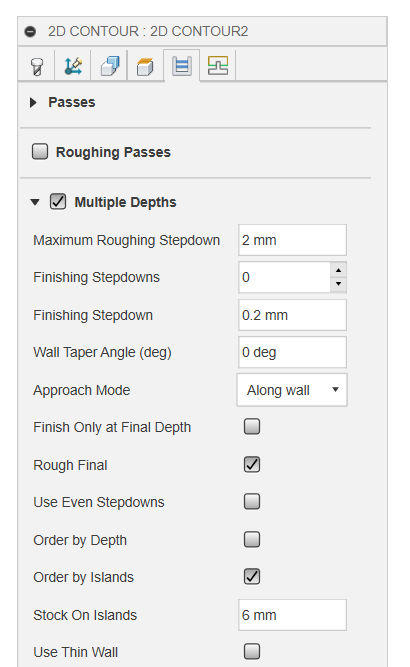 2D CONTOUR : 2D CONTOUR2
Passes
Roughing Passes
Multiple Depths
Maximum Roughing Stepdown 2 mm
Finishing Stepdowns 0
Finishing Stepdown 0.2 mm
Wall Taper Angle (deg) 0 deg
Approach Mode Along wall
Finish Only at Final Depth
Rough Final
Use Even Stepdowns
Order by Depth
Order by Islands
Stock On Islands 6 mm
Use Thin Wall